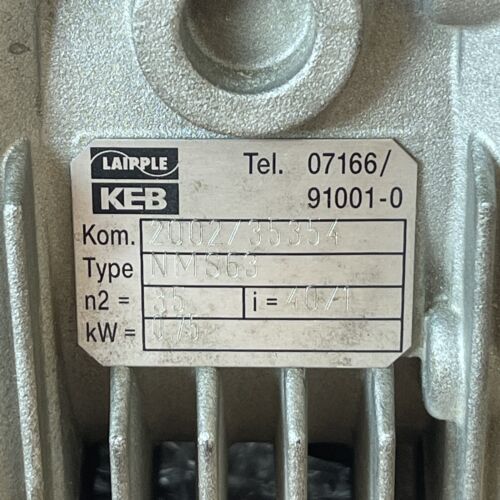 LAIPPLE Tel. 07166/
KEB 91001-0
Kom. 2002/35354
Type NMS63
n2 = 35 i = 40/1
kW = 0,75